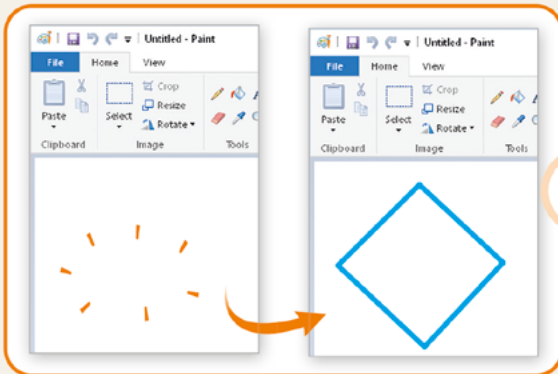 Untitled - Paint
File Home View
Paste
Select
Crop
Resize
Rotate
Clipboard Image Tools
Untitled - Paint
File Home View
Paste
Select
Crop
Resize
Rotate
Clipboard Image Tools